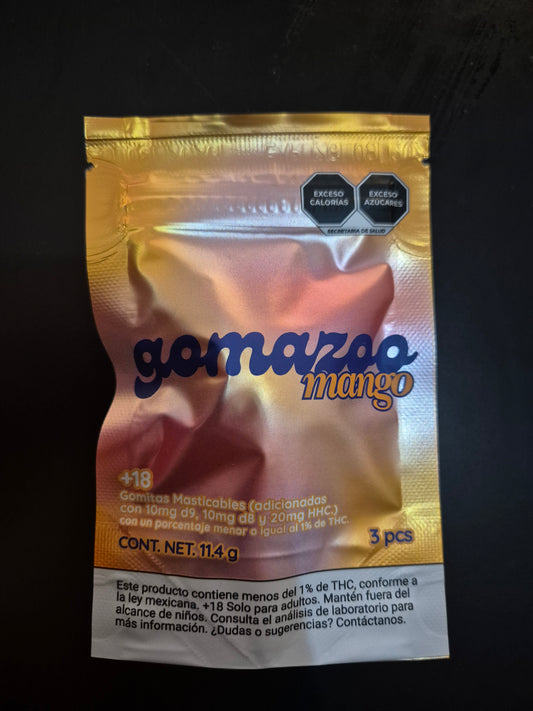 EXCESO
CALORÍAS
EXCESO
AZÚCARES
SECRETARÍA DE SALUD
gomazoo
mango
+18
Gomitas Masticables (adicionadas
con 10mg d9, 10mg d8 y 20mg HHC.)
con un porcentaje menor o igual al 1% de THC.
3 pcs
CONT. NET. 11.4 g
Este producto contiene menos del 1% de THC, conforme a
la ley mexicana. +18 Solo para adultos. Mantén fuera del
alcance de niños. Consulta el análisis de laboratorio para
más información. ¿Dudas o sugerencias? Contáctanos.